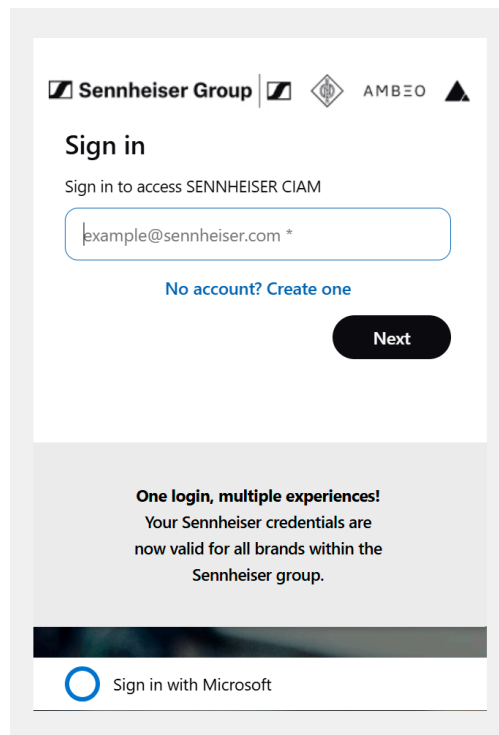 Sennheiser Group
AMBEO
Sign in
Sign in to access SENNHEISER CIAM
example@sennheiser.com *
No account? Create one
Next
One login, multiple experiences!
Your Sennheiser credentials are
now valid for all brands within the
Sennheiser group.
Sign in with Microsoft